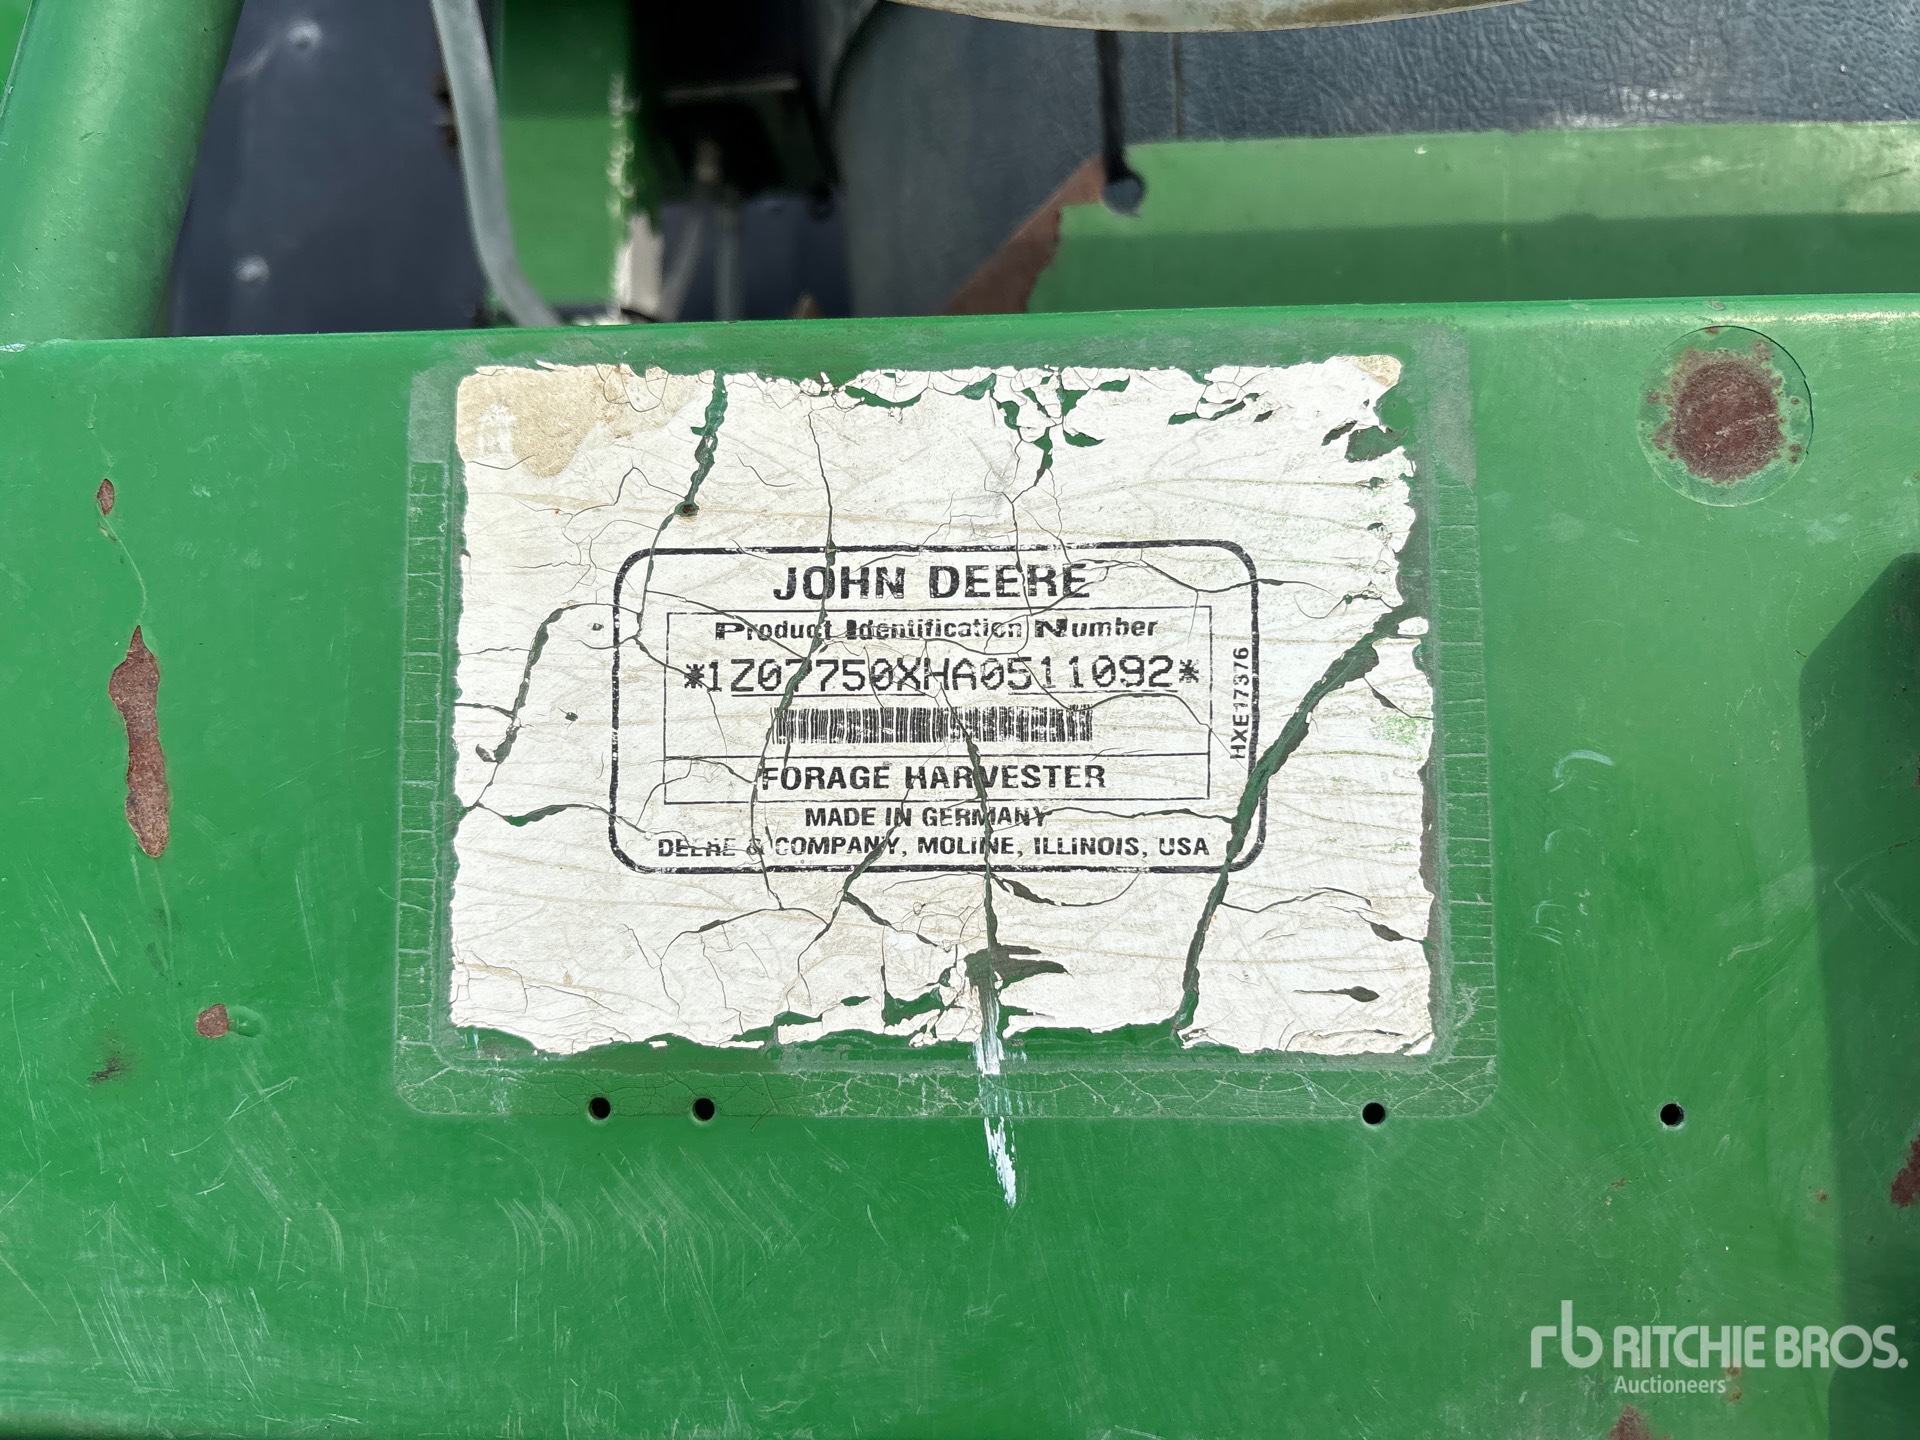 JOHN DEERE
Product Identification Number
*1Z07750XHA0511092*
HXE17376
FORAGE HARVESTER
MADE IN GERMANY
DEERE & COMPANY, MOLINE, ILLINOIS, USA
rb RITCHIE BROS.
Auctioneers